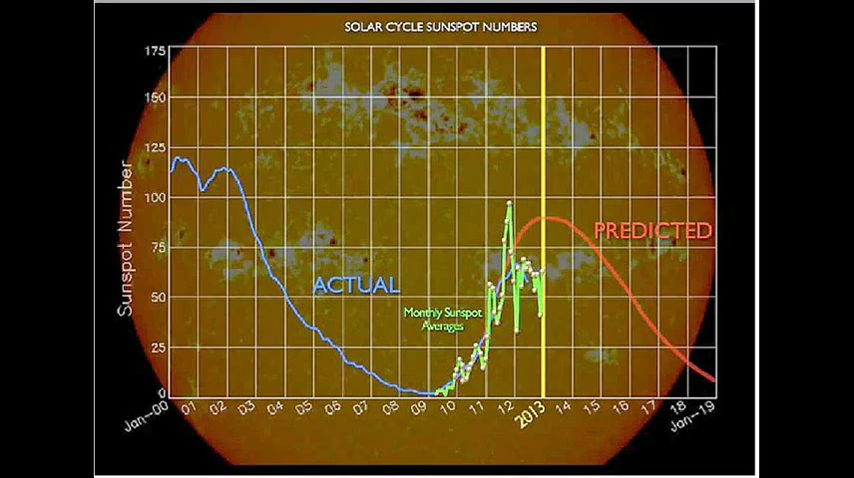 SOLAR CYCLE SUNSPOT NUMBERS
175
150
125
100
75
50
25
0
Sunspot Number
ACTUAL
PREDICTED
Monthly Sunspot
Averages
Jan-00 01 02 03 04 05 06 07 08 09 10 11 12 2013 14 15 16 17 18 Jan-19